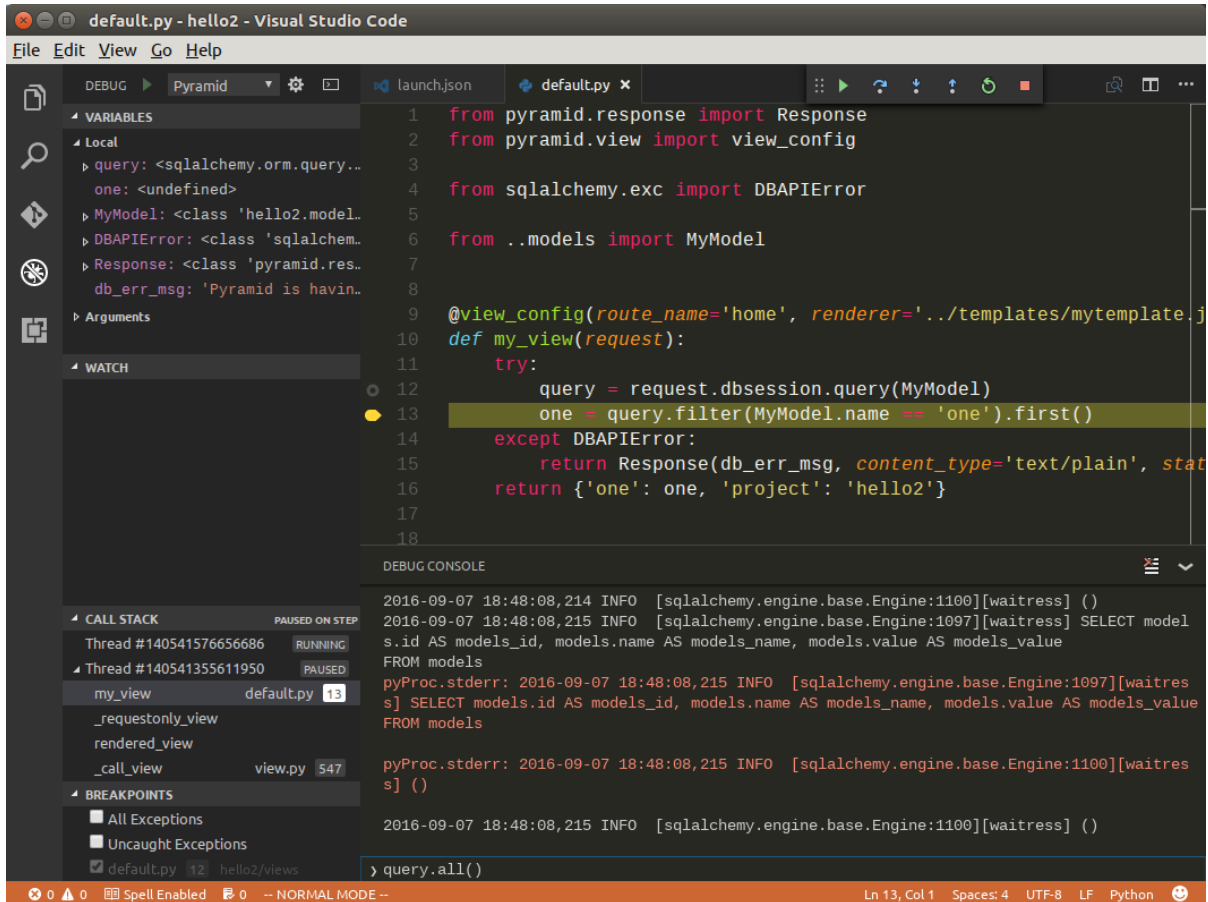 default.py - hello2 - Visual Studio Code
File Edit View Go Help
DEBUG Pyramid
VARIABLES
Local
query: <sqlalchemy.orm.query...
one: <undefined>
MyModel: <class 'hello2.model…
DBAPIError: <class 'sqlalchem…
Response: <class 'pyramid.res…
db_err_msg: 'Pyramid is havin…
Arguments
WATCH
CALL STACK PAUSED ON STEP
Thread #140541576656686 RUNNING
Thread #140541355611950 PAUSED
my_view default.py 13
_requestonly_view
rendered_view
_call_view view.py 547
BREAKPOINTS
All Exceptions
Uncaught Exceptions
default.py 12 hello2/views
launch.json default.py ×
1 from pyramid.response import Response
2 from pyramid.view import view_config
3
4 from sqlalchemy.exc import DBAPIError
5
6 from ..models import MyModel
7
8
9 @view_config(route_name='home', renderer='../templates/mytemplate.j
10 def my_view(request):
11     try:
12         query = request.dbsession.query(MyModel)
13         one = query.filter(MyModel.name == 'one').first()
14     except DBAPIError:
15         return Response(db_err_msg, content_type='text/plain', stat
16     return {'one': one, 'project': 'hello2'}
17
18
DEBUG CONSOLE
2016-09-07 18:48:08,214 INFO  [sqlalchemy.engine.base.Engine:1100][waitress] ()
2016-09-07 18:48:08,215 INFO  [sqlalchemy.engine.base.Engine:1097][waitress] SELECT model
s.id AS models_id, models.name AS models_name, models.value AS models_value
FROM models
pyProc.stderr: 2016-09-07 18:48:08,215 INFO  [sqlalchemy.engine.base.Engine:1097][waitres
s] SELECT models.id AS models_id, models.name AS models_name, models.value AS models_value
FROM models
pyProc.stderr: 2016-09-07 18:48:08,215 INFO  [sqlalchemy.engine.base.Engine:1100][waitres
s] ()
2016-09-07 18:48:08,215 INFO  [sqlalchemy.engine.base.Engine:1100][waitress] ()
> query.all()
0 0 Spell Enabled 0 -- NORMAL MODE -- Ln 13, Col 1 Spaces: 4 UTF-8 LF Python